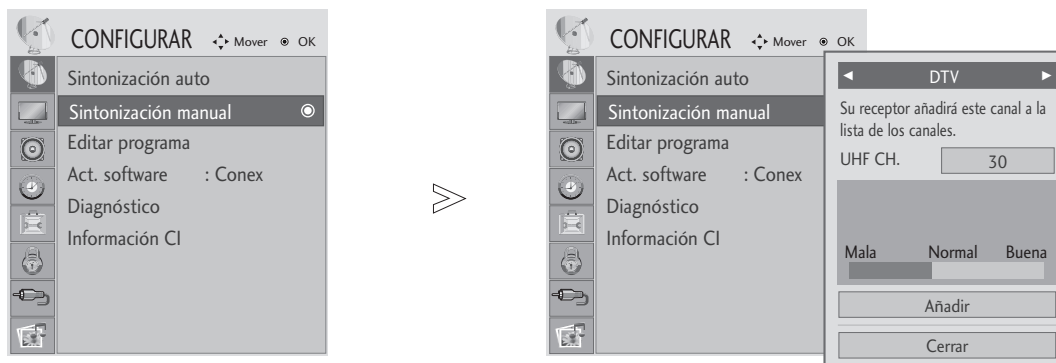 CONFIGURAR Mover OK
Sintonización auto
Sintonización manual
Editar programa
Act. software : Conex
Diagnóstico
Información CI
CONFIGURAR Mover OK
Sintonización auto
Sintonización manual
Editar programa
Act. software : Conex
Diagnóstico
Información CI
DTV
Su receptor añadirá este canal a la
lista de los canales.
UHF CH. 30
Mala Normal Buena
Añadir
Cerrar